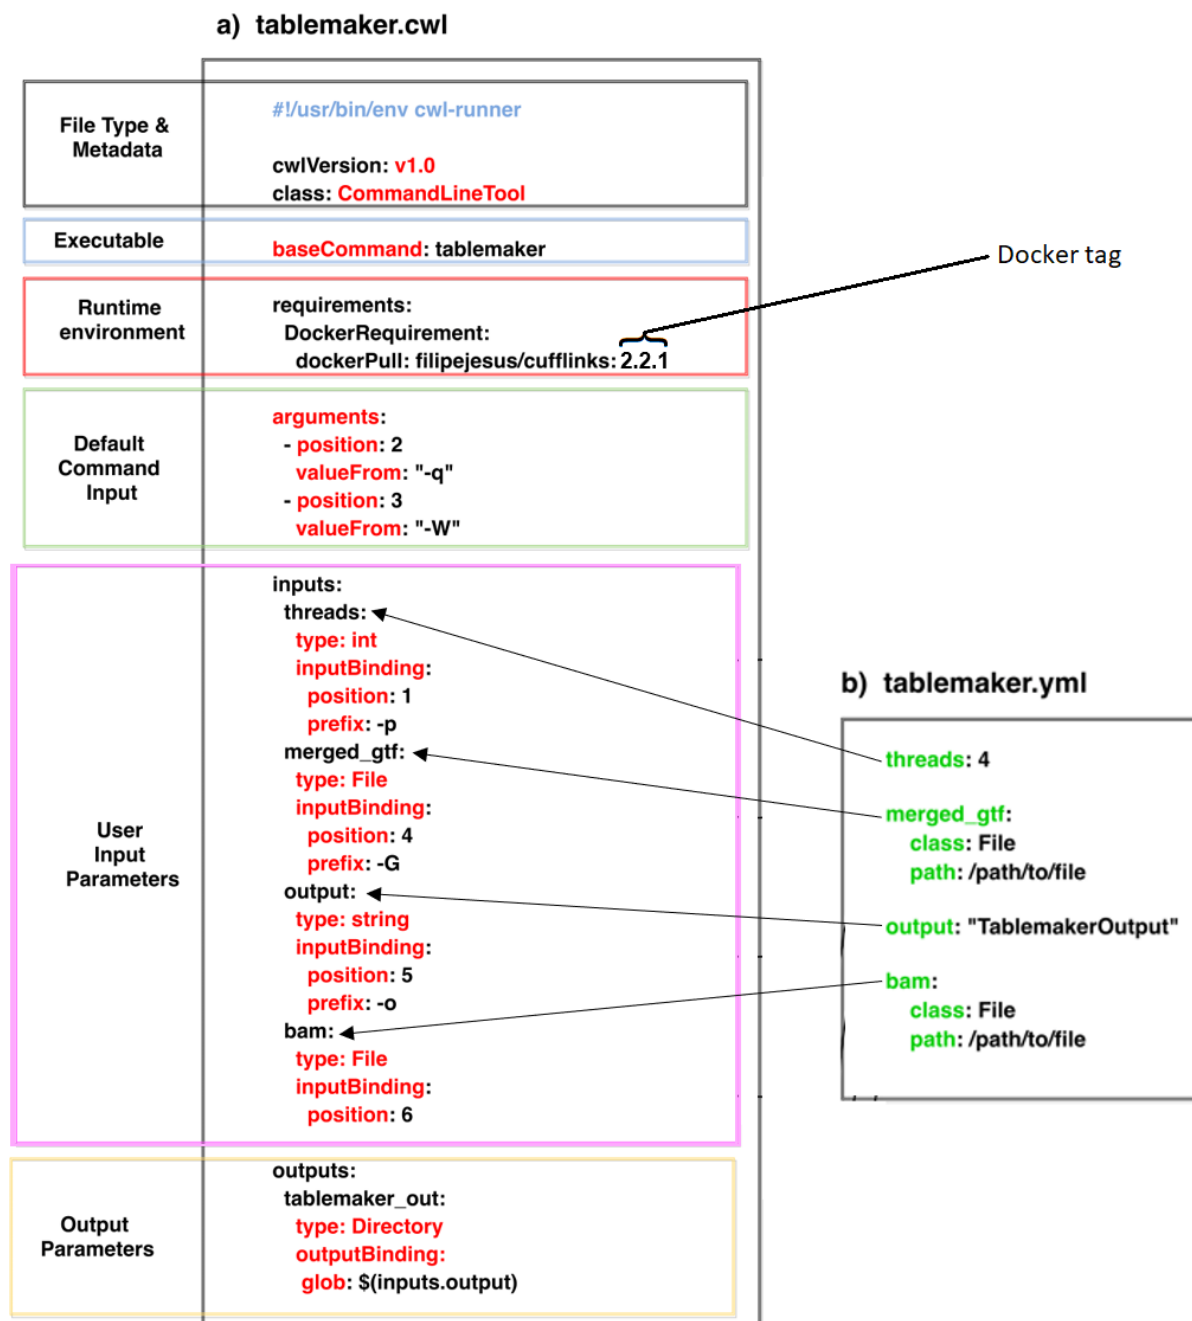 a) tablemaker.cwl
File Type &
Metadata
#!/usr/bin/env cwl-runner
cwlVersion: v1.0
class: CommandLineTool
Executable
baseCommand: tablemaker
Docker tag
Runtime
environment
requirements:
DockerRequirement:
dockerPull: filipejesus/cufflinks: 2.2.1
Default
Command
Input
arguments:
- position: 2
valueFrom: "-q"
- position: 3
valueFrom: "-W"
User
Input
Parameters
inputs:
threads:
type: int
inputBinding:
position: 1
prefix: -p
merged_gtf:
type: File
inputBinding:
position: 4
prefix: -G
output:
type: string
inputBinding:
position: 5
prefix: -o
bam:
type: File
inputBinding:
position: 6
Output
Parameters
outputs:
tablemaker_out:
type: Directory
outputBinding:
glob: $(inputs.output)
b) tablemaker.yml
threads: 4
merged_gtf:
class: File
path: /path/to/file
output: "TablemakerOutput"
bam:
class: File
path: /path/to/file